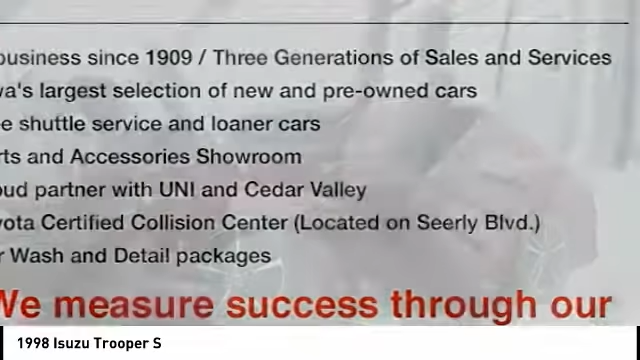 business since 1909 / Three Generations of Sales and Services
wa's largest selection of new and pre-owned cars
e shuttle service and loaner cars
rts and Accessories Showroom
oud partner with UNI and Cedar Valley
yota Certified Collision Center (Located on Seerly Blvd.)
r Wash and Detail packages
We measure success through our
1998 Isuzu Trooper S